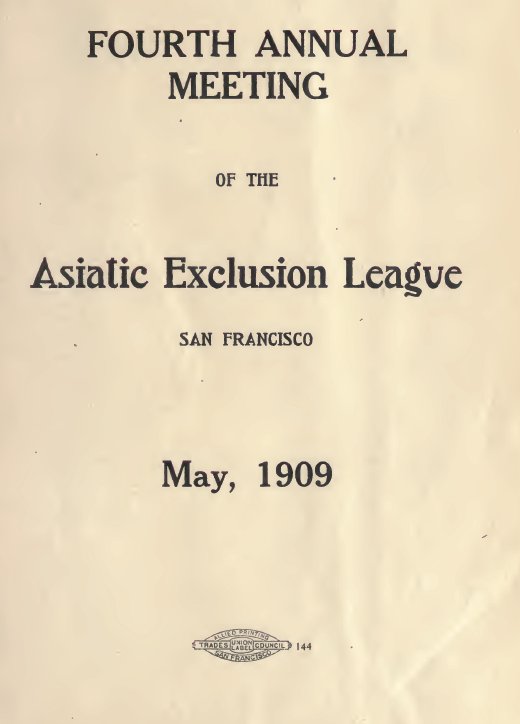 FOURTH ANNUAL
MEETING
OF THE
Asiatic Exclusion League
SAN FRANCISCO
May, 1909
ALLIED PRINTING
TRADES UNION LABEL COUNCIL
SAN FRANCISCO
144